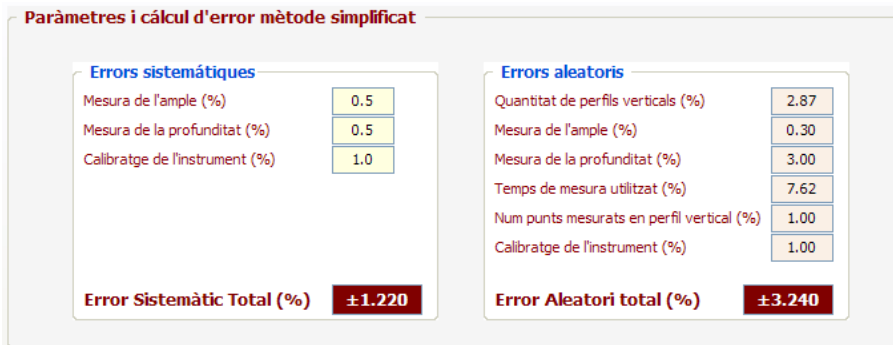 Paràmetres i cálcul d'error mètode simplificat
Errors sistemátiques
Mesura de l'ample (%) 0.5
Mesura de la profunditat (%) 0.5
Calibratge de l'instrument (%) 1.0
Error Sistemàtic Total (%) ±1.220
Errors aleatoris
Quantitat de perfils verticals (%) 2.87
Mesura de l'ample (%) 0.30
Mesura de la profunditat (%) 3.00
Temps de mesura utilitzat (%) 7.62
Num punts mesurats en perfil vertical (%) 1.00
Calibratge de l'instrument (%) 1.00
Error Aleatori total (%) ±3.240